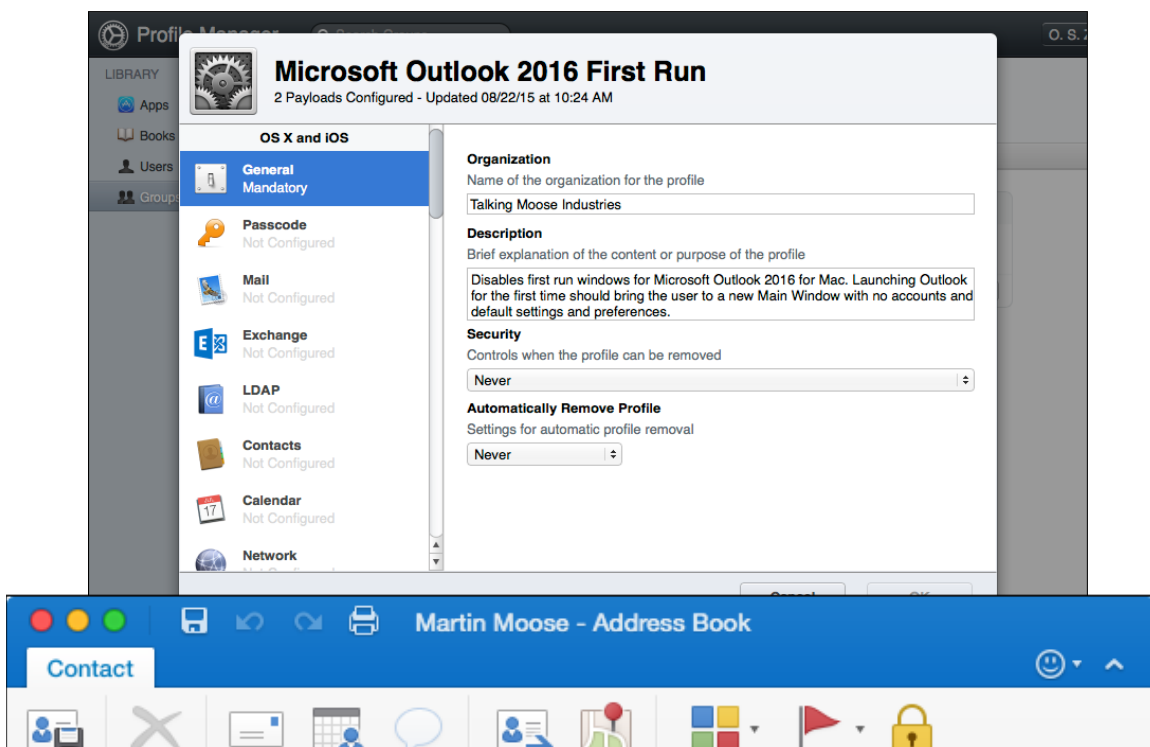 Profile Manager
Search Groups
O. S.
Microsoft Outlook 2016 First Run
2 Payloads Configured - Updated 08/22/15 at 10:24 AM
LIBRARY
Apps
Books
Users
Groups
OS X and iOS
General
Mandatory
Passcode
Not Configured
Mail
Not Configured
Exchange
Not Configured
LDAP
Not Configured
Contacts
Not Configured
Calendar
Not Configured
17
Network
Organization
Name of the organization for the profile
Talking Moose Industries
Description
Brief explanation of the content or purpose of the profile
Disables first run windows for Microsoft Outlook 2016 for Mac. Launching Outlook
for the first time should bring the user to a new Main Window with no accounts and
default settings and preferences.
Security
Controls when the profile can be removed
Never
Automatically Remove Profile
Settings for automatic profile removal
Never
Cancel
OK
Martin Moose - Address Book
Contact